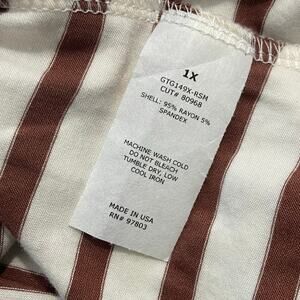 1X
GTG149X-RSM
CUT# 80968
SHELL: 95% RAYON 5%
SPANDEX
MACHINE WASH COLD
DO NOT BLEACH
TUMBLE DRY, LOW
COOL IRON
MADE IN USA
RN# 97803